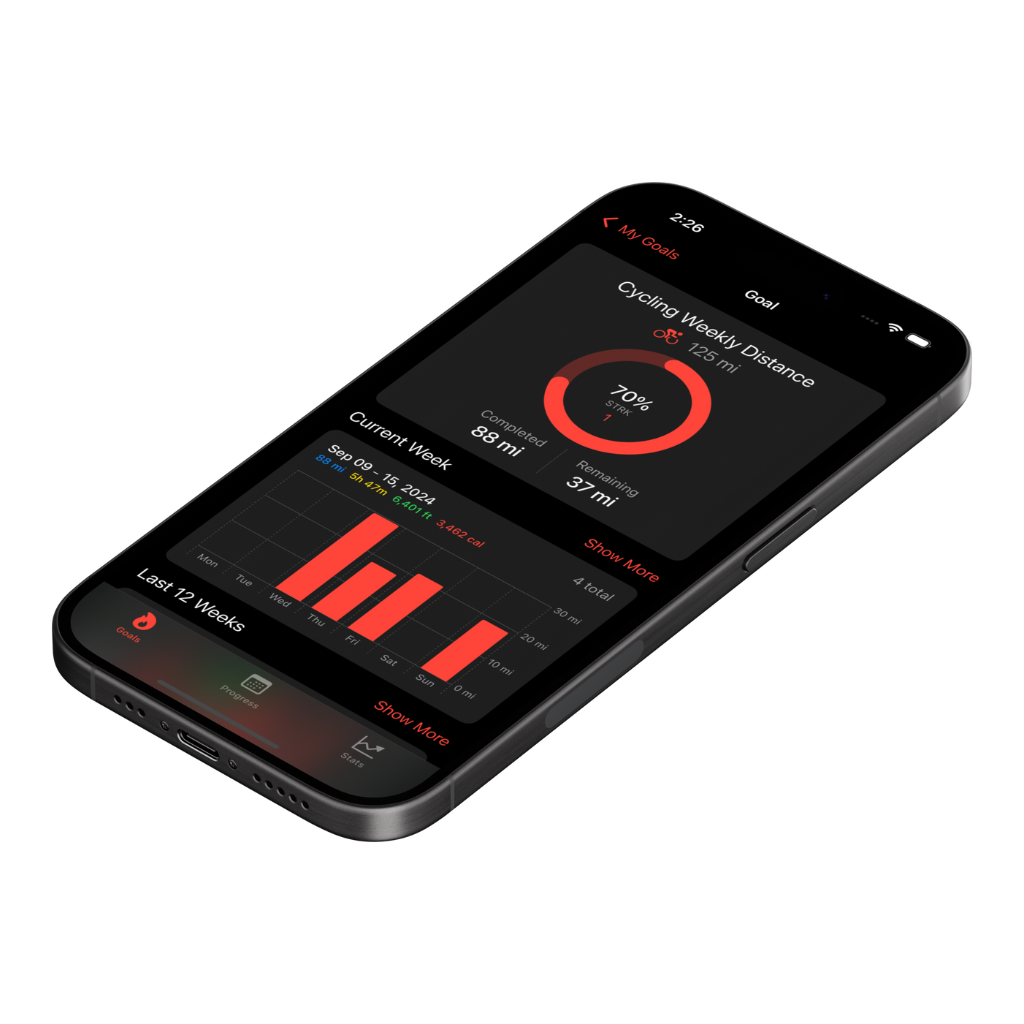 2:26
My Goals
Goal
Cycling Weekly Distance
125 mi
70%
STRK
1
Completed
88 mi
Remaining
37 mi
Current Week
Show More
Sep 09 - 15, 2024
4 total
88 mi 5h 47m 6,401 ft 3,462 cal
30 mi
20 mi
10 mi
0 mi
Mon Tue Wed Thu Fri Sat Sun
Last 12 Weeks
Show More
Goals
Progress
Stats